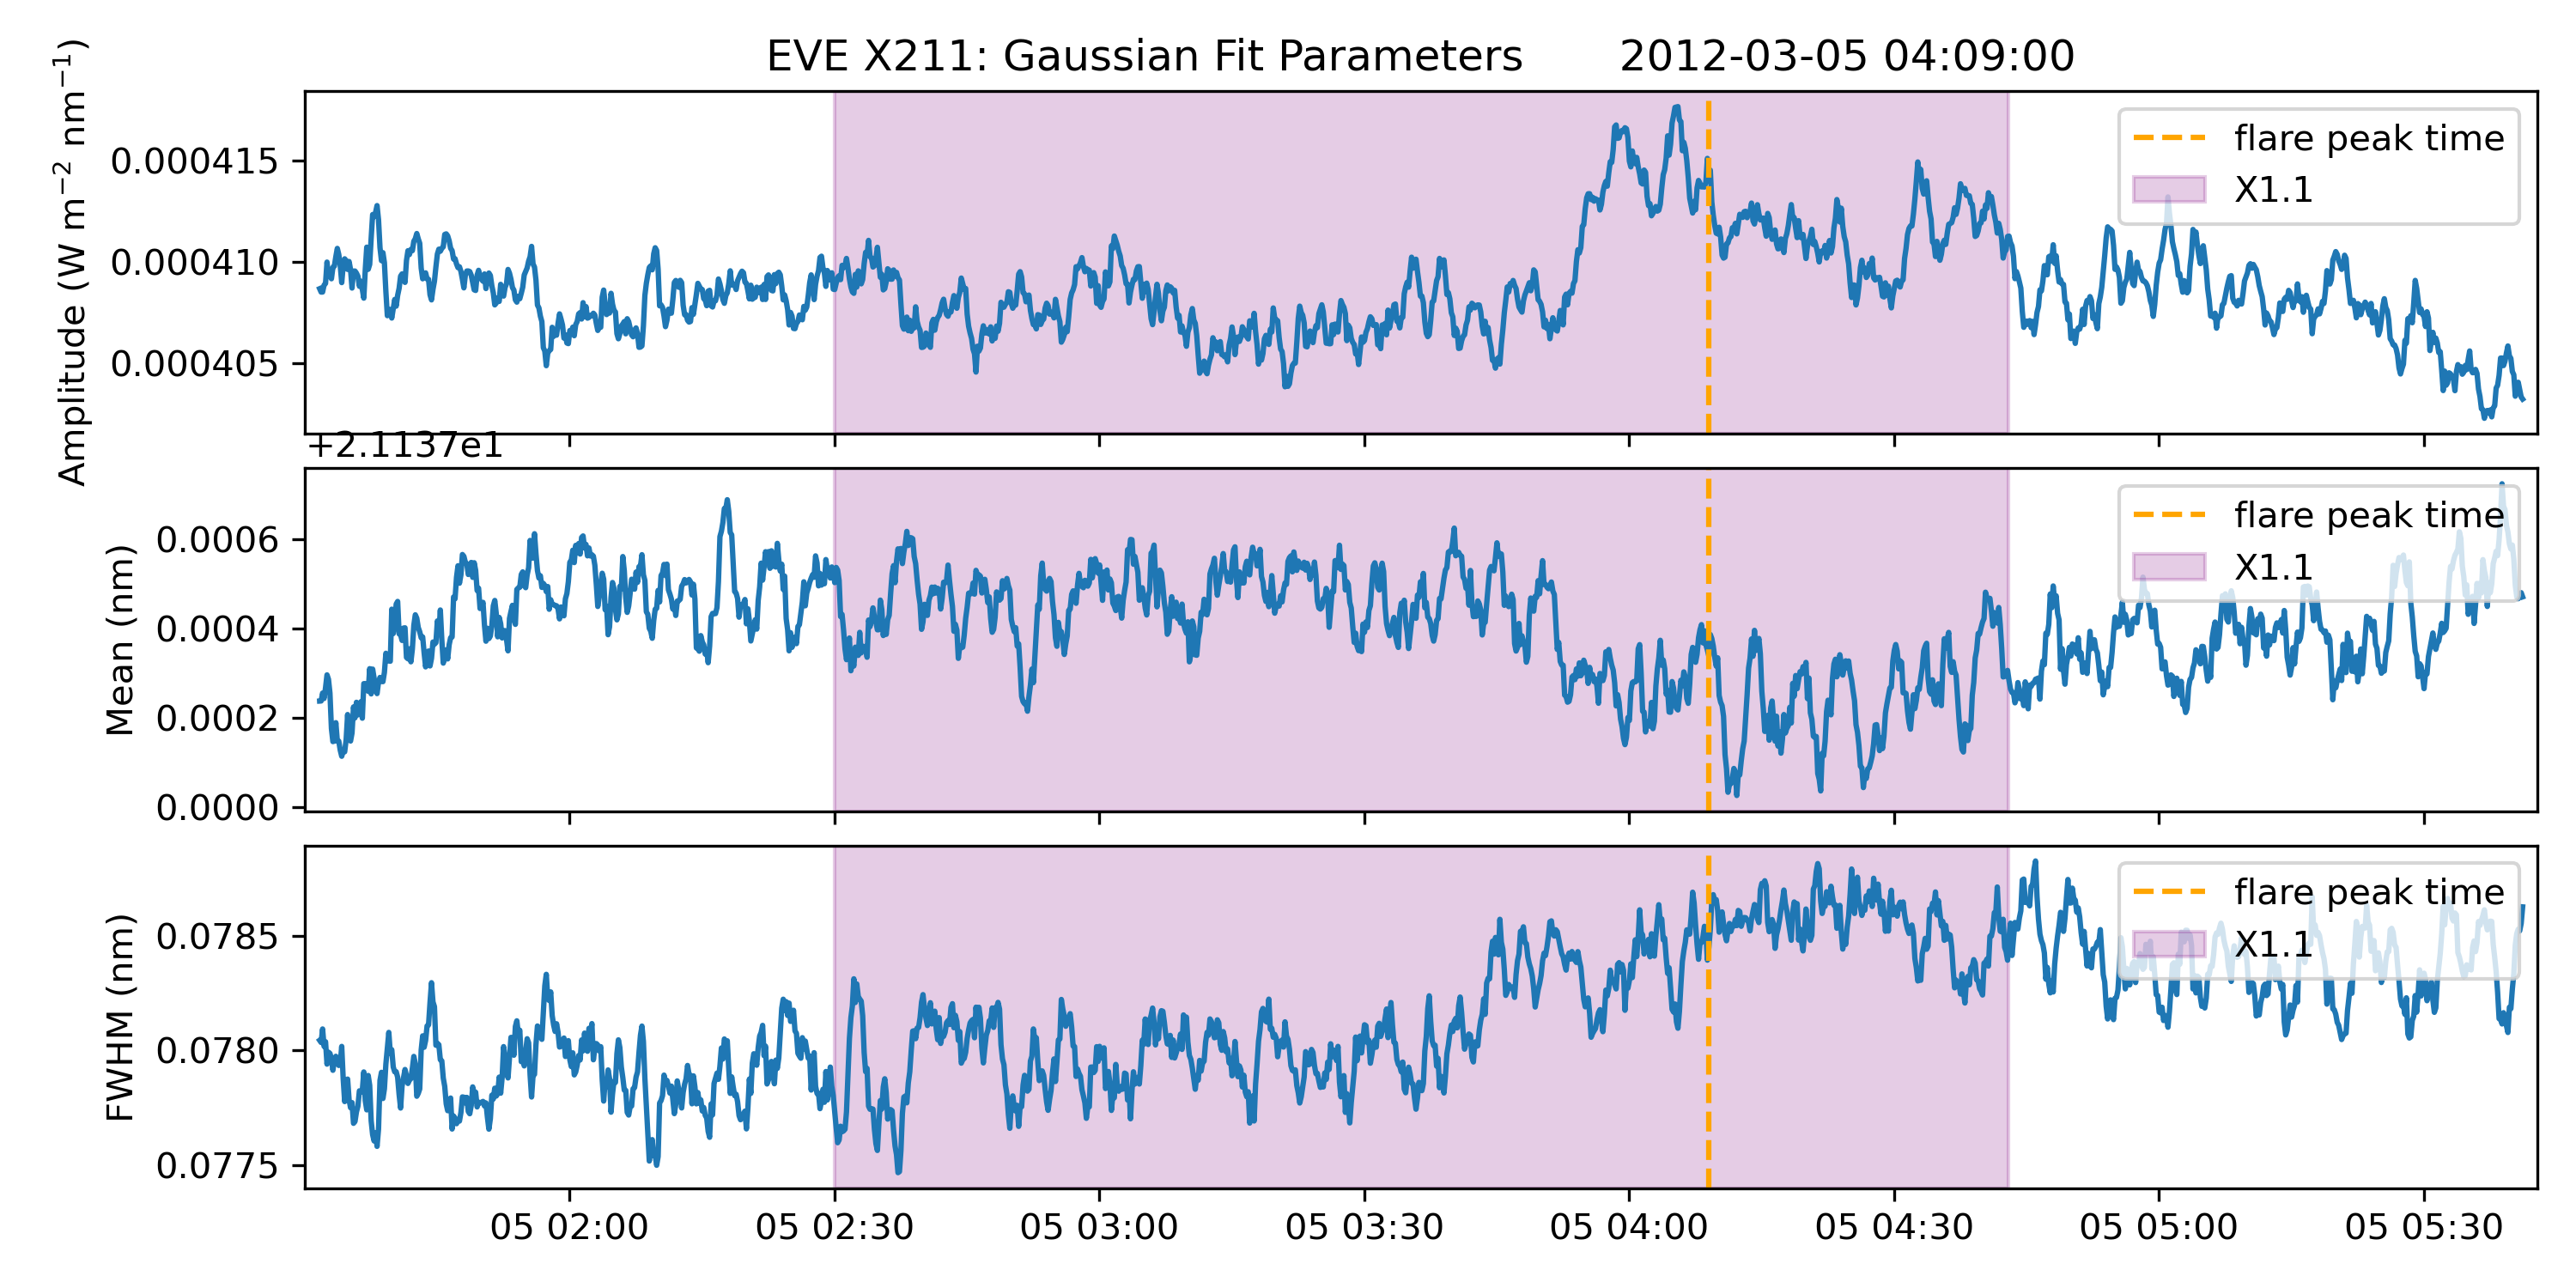 EVE X211: Gaussian Fit Parameters 2012-03-05 04:09:00
Amplitude (W m⁻² nm⁻¹)
0.000415
0.000410
0.000405
flare peak time
X1.1
+2.1137e1
Mean (nm)
0.0006
0.0004
0.0002
0.0000
flare peak time
X1.1
FWHM (nm)
0.0785
0.0780
0.0775
flare peak time
X1.1
05 02:00 05 02:30 05 03:00 05 03:30 05 04:00 05 04:30 05 05:00 05 05:30